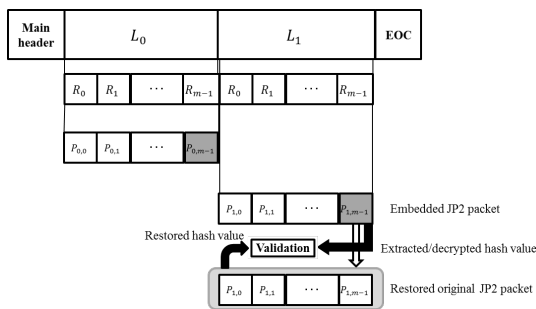 Main header L₀ L₁ EOC
R₀ R₁ ··· Rₘ₋₁ R₀ R₁ ··· Rₘ₋₁
P₀,₀ P₀,₁ ··· P₀,ₘ₋₁
P₁,₀ P₁,₁ ··· P₁,ₘ₋₁ Embedded JP2 packet
Restored hash value
Validation
Extracted/decrypted hash value
P₁,₀ P₁,₁ ··· P₁,ₘ₋₁ Restored original JP2 packet